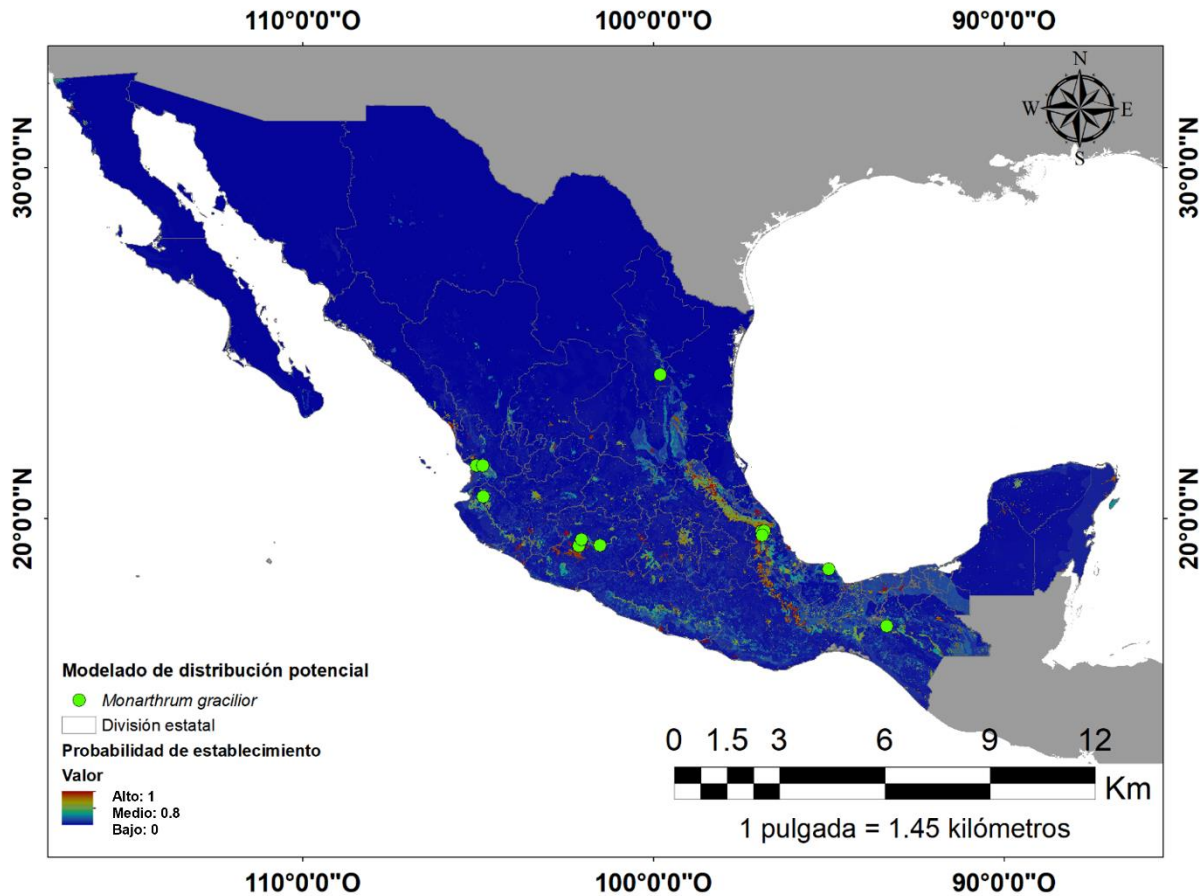 110°0'0"O 100°0'0"O 90°0'0"O
N
W E
S
30°0'0"N 30°0'0"N
20°0'0"N 20°0'0"N
Modelado de distribución potencial
Monarthrum gracilior
División estatal
Probabilidad de establecimiento
Valor
Alto: 1
Medio: 0.8
Bajo: 0
0 1.5 3 6 9 12
Km
1 pulgada = 1.45 kilómetros
110°0'0"O 100°0'0"O 90°0'0"O